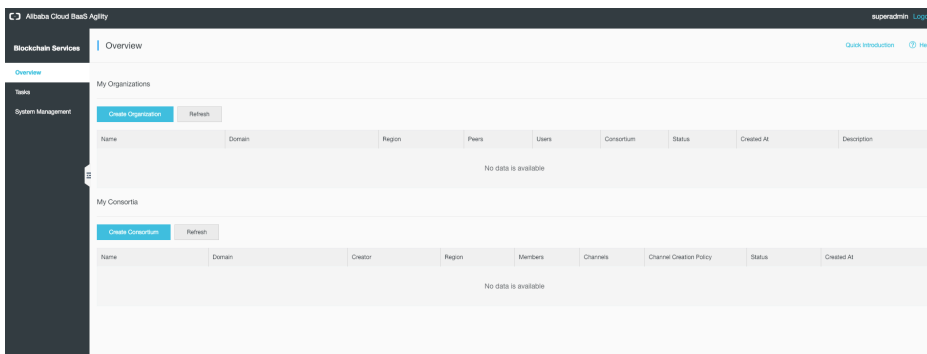 Alibaba Cloud BaaS Agility
superadmin
Blockchain Services
Overview
Quick Introduction
Overview
Tasks
System Management
My Organizations
Create Organization Refresh
Name Domain Region Peers Users Consortium Status Created At Description
No data is available
My Consortia
Create Consortium Refresh
Name Domain Creator Region Members Channels Channel Creation Policy Status Created At
No data is available